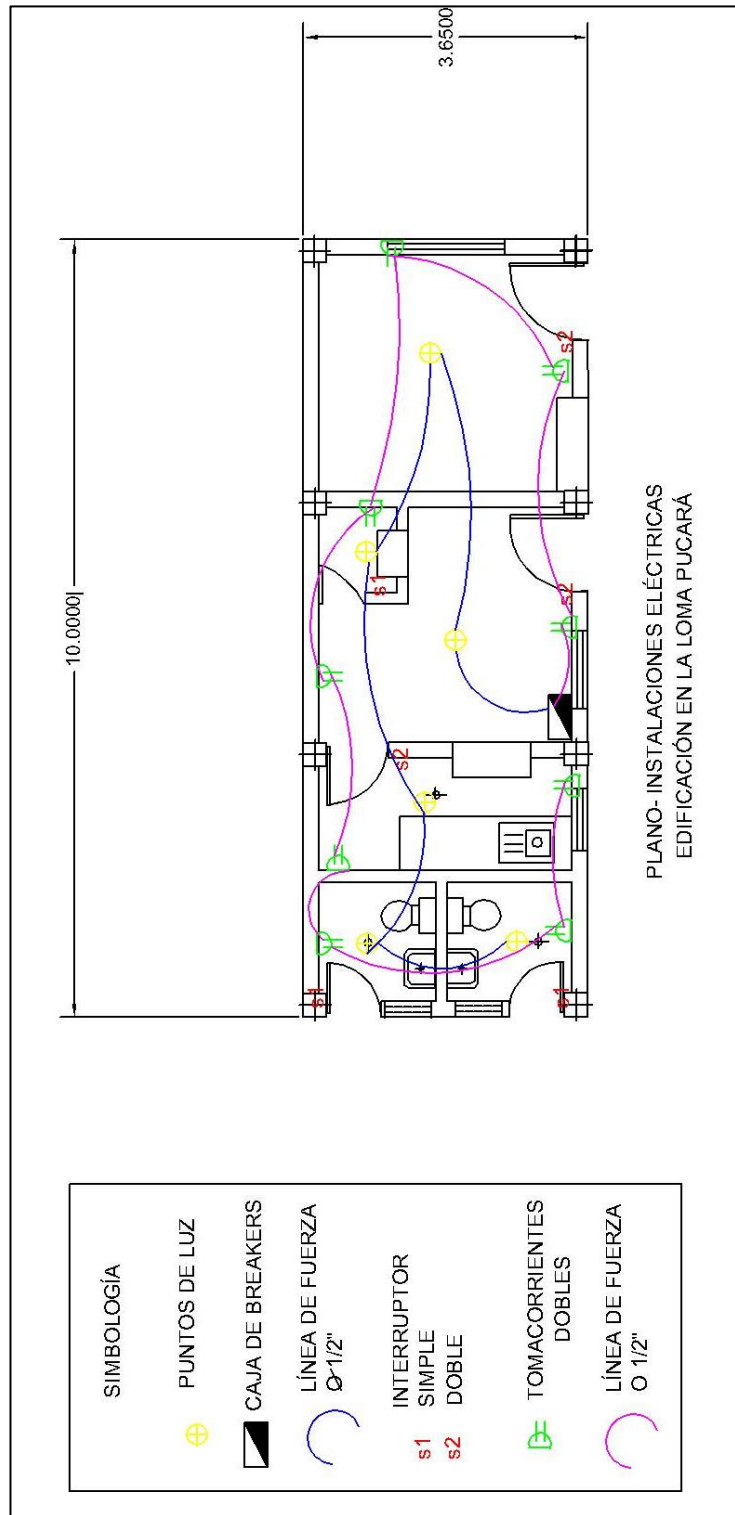 SIMBOLOGÍA
PUNTOS DE LUZ
CAJA DE BREAKERS
LÍNEA DE FUERZA
Ø 1/2"
INTERRUPTOR
s1 SIMPLE
s2 DOBLE
TOMACORRIENTES
DOBLES
LÍNEA DE FUERZA
O 1/2"
10.0000|
3.6500
s1
s2
s1
s1
s2
s2
PLANO- INSTALACIONES ELÉCTRICAS
EDIFICACIÓN EN LA LOMA PUCARÁ